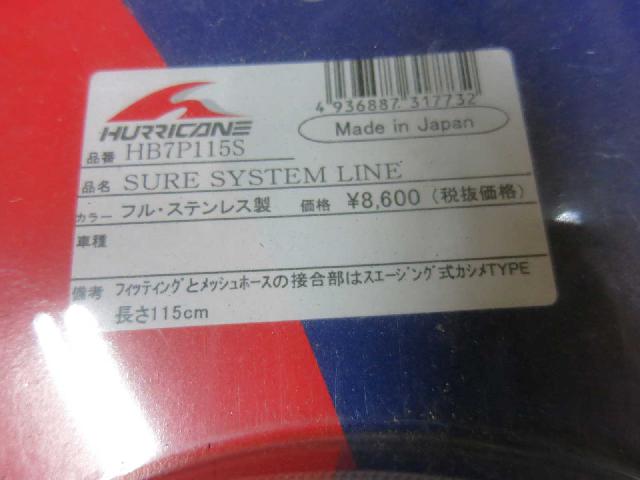 4 936887 317732
HURRICANE
Made in Japan
品番 HB7P115S
品名 SURE SYSTEM LINE
カラー フル・ステンレス製 価格 ¥8,600 (税抜価格)
車種
備考 フィッティングとメッシュホースの接合部はスエージング式カシメTYPE
長さ115cm